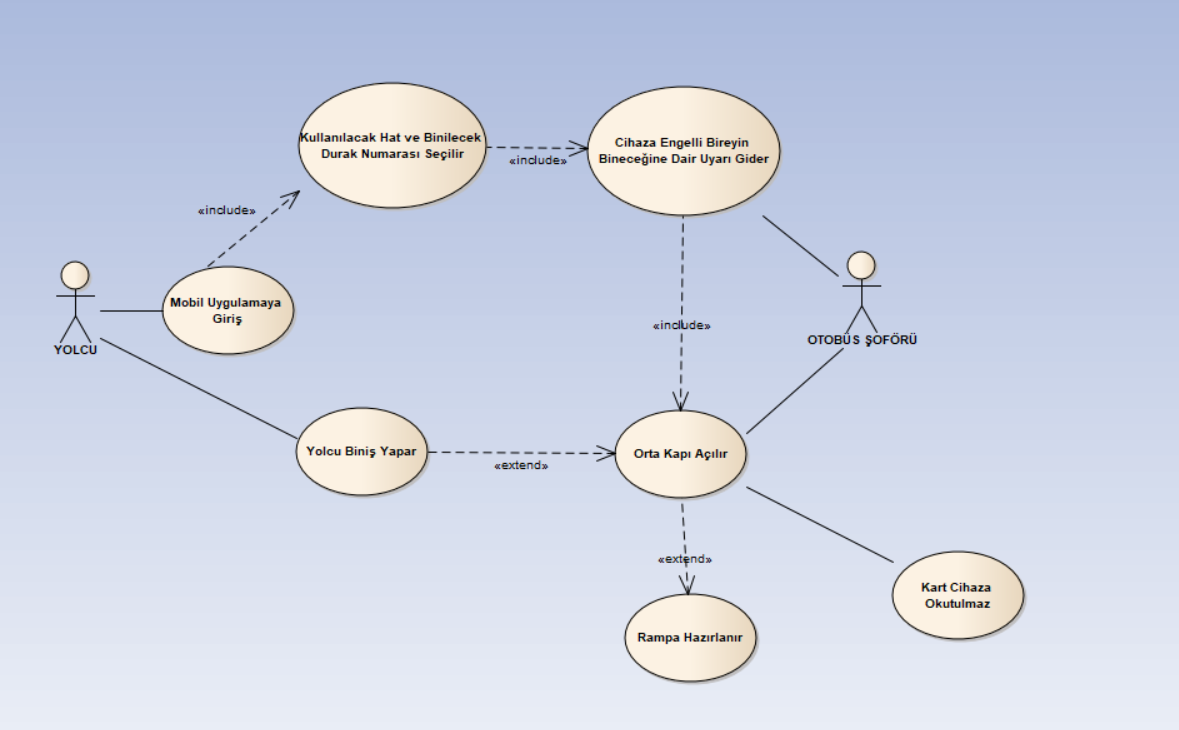 Kullanılacak Hat ve Binilecek
Durak Numarası Seçilir
Cihaza Engelli Bireyin
Bineceğine Dair Uyarı Gider
«include»
«include»
Mobil Uygulamaya
Giriş
YOLCU
«include»
OTOBÜS ŞOFÖRÜ
Yolcu Biniş Yapar
«extend»
Orta Kapı Açılır
«extend»
Kart Cihaza
Okutulmaz
Rampa Hazırlanır